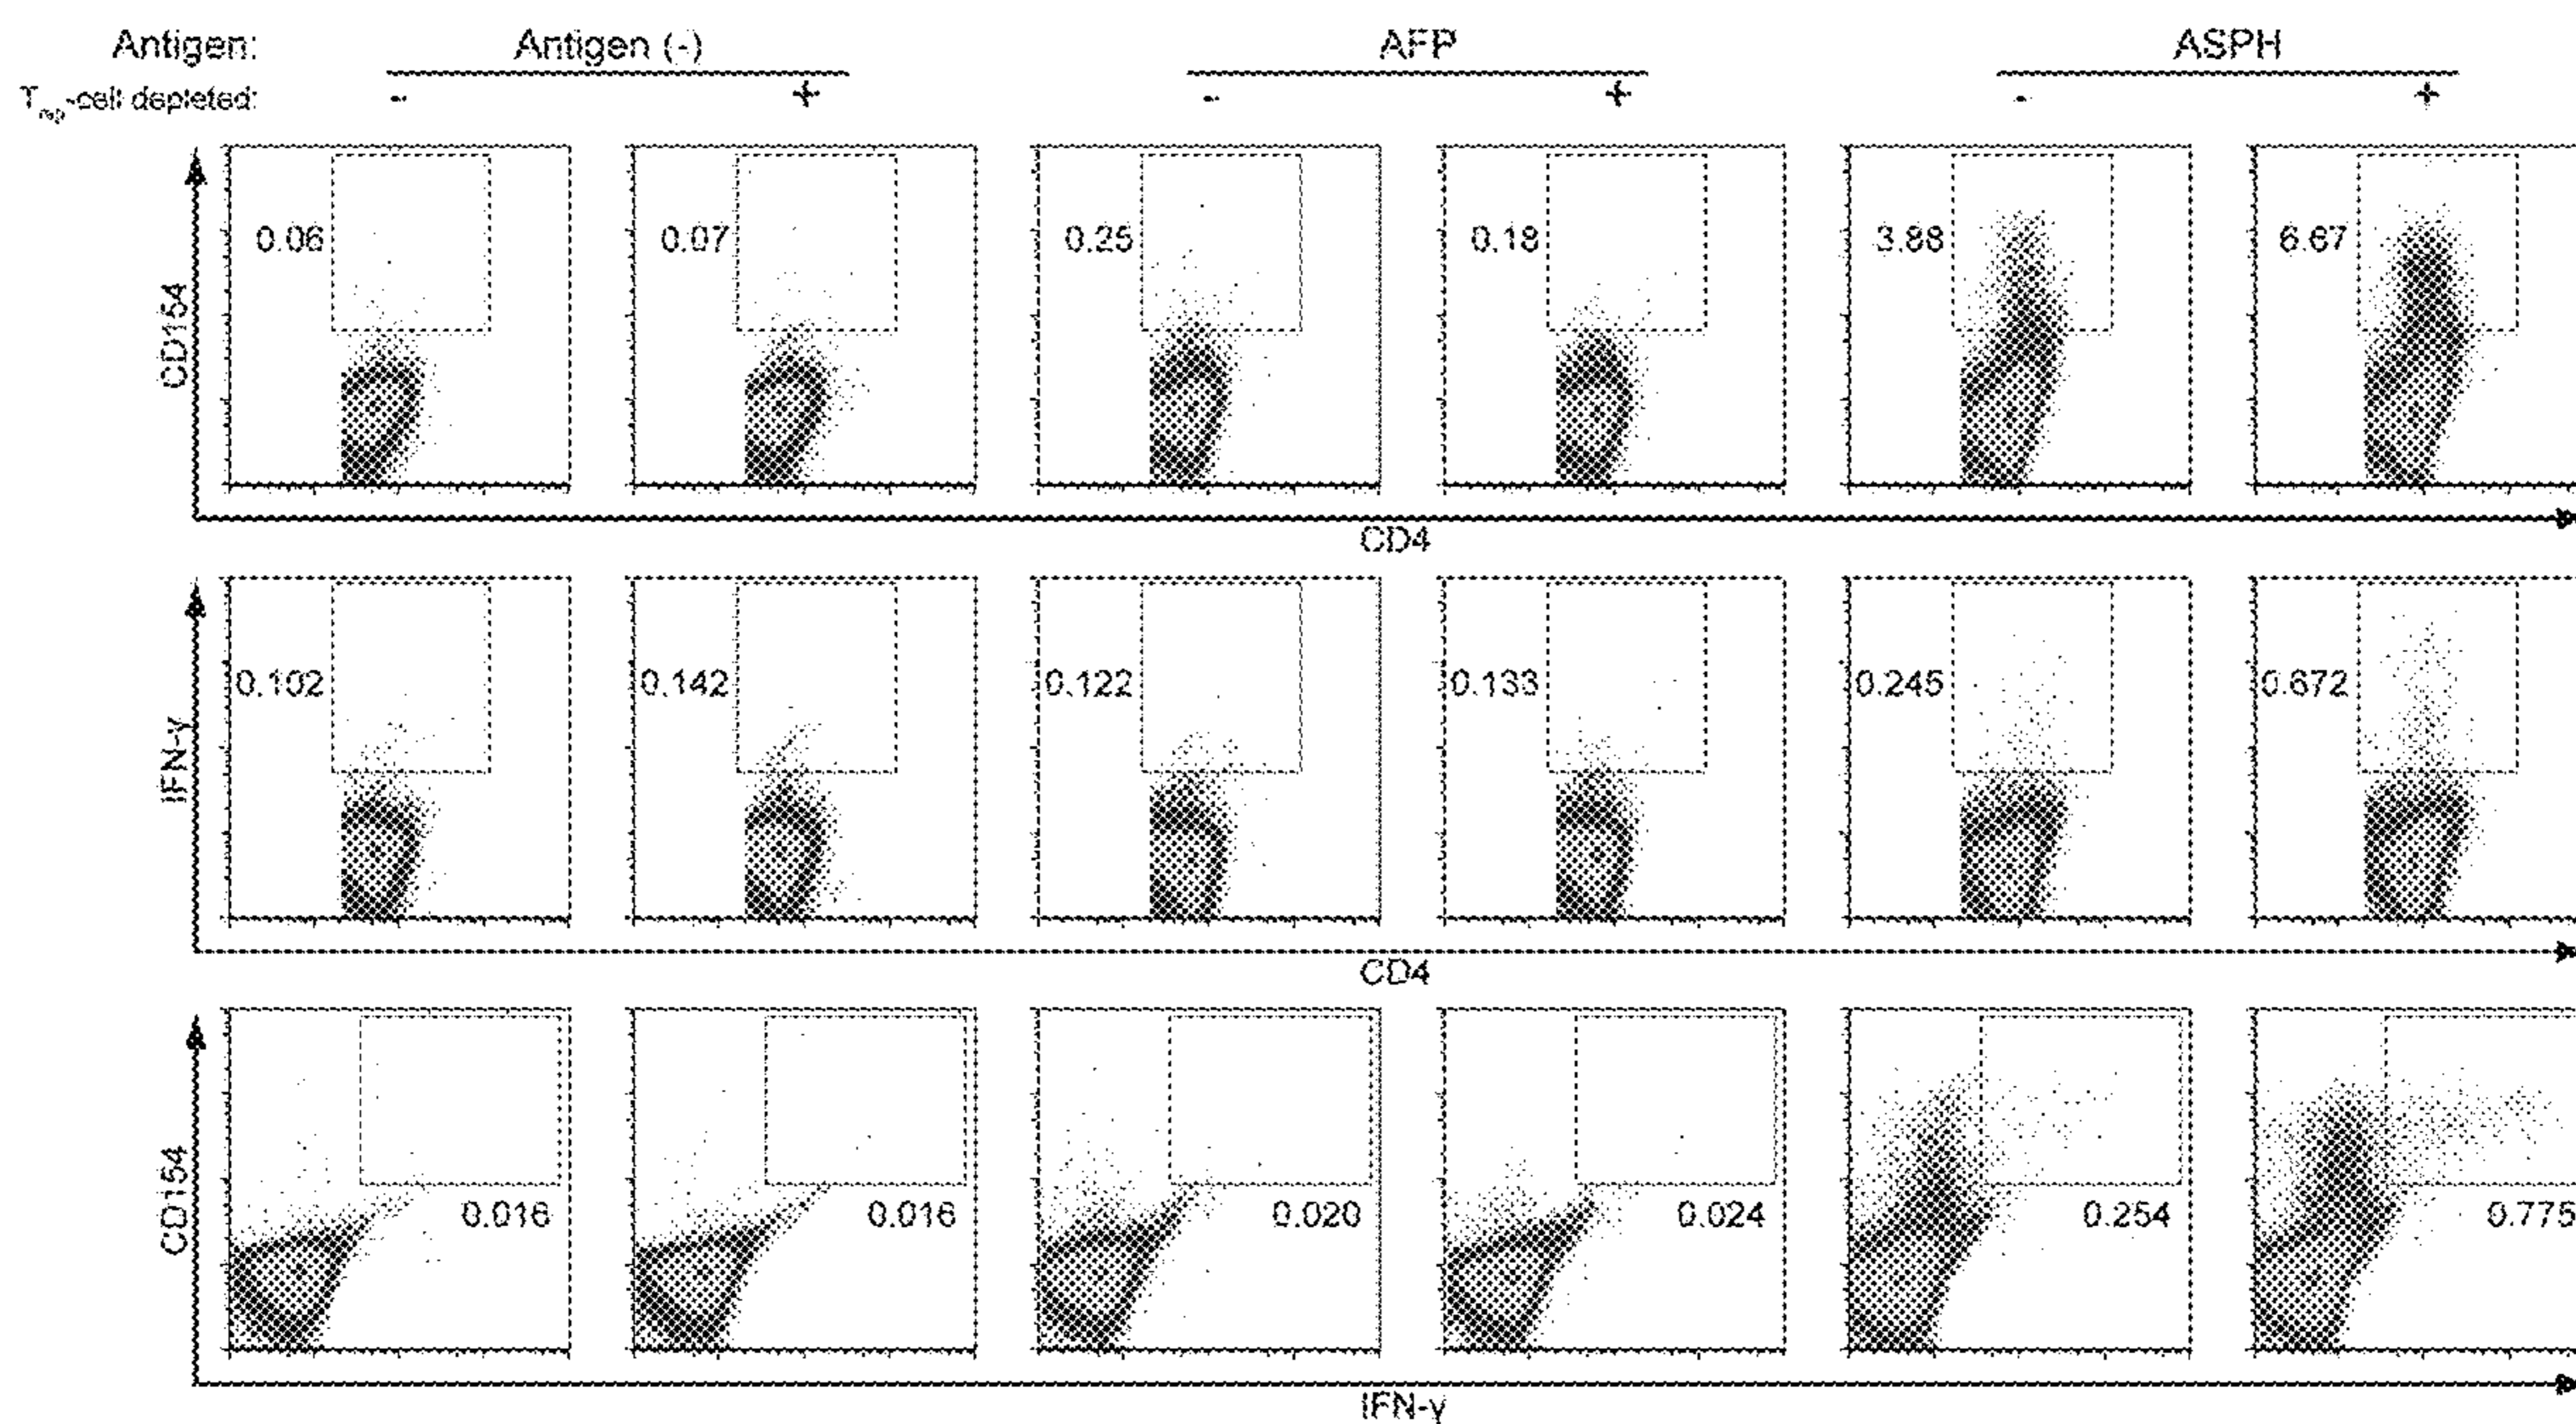 Antigen: Antigen (-) AFP ASPH
-cell depleted: - + - + - +
CD154
0.06 0.07 0.25 0.18 3.88 6.67
CD4
IFN-γ
0.102 0.142 0.122 0.133 0.245 0.672
CD4
CD154
0.016 0.016 0.020 0.024 0.254 0.775
IFN-γ